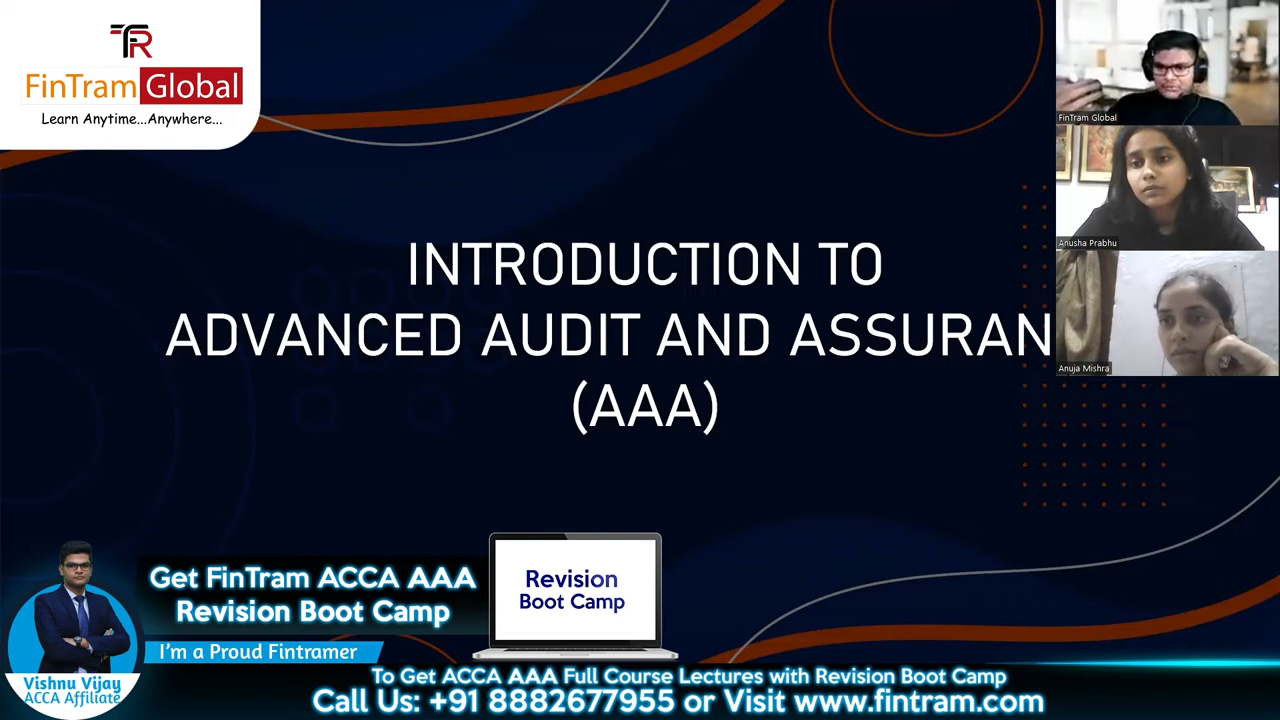 FR
FinTram Global
Learn Anytime...Anywhere...
INTRODUCTION TO
ADVANCED AUDIT AND ASSURAN
(AAA)
FinTram Global
Anusha Prabhu
Anuja Mishra
Get FinTram ACCA AAA
Revision Boot Camp
I'm a Proud Fintramer
Vishnu Vijay
ACCA Affiliate
Revision
Boot Camp
To Get ACCA AAA Full Course Lectures with Revision Boot Camp
Call Us: +91 8882677955 or Visit www.fintram.com